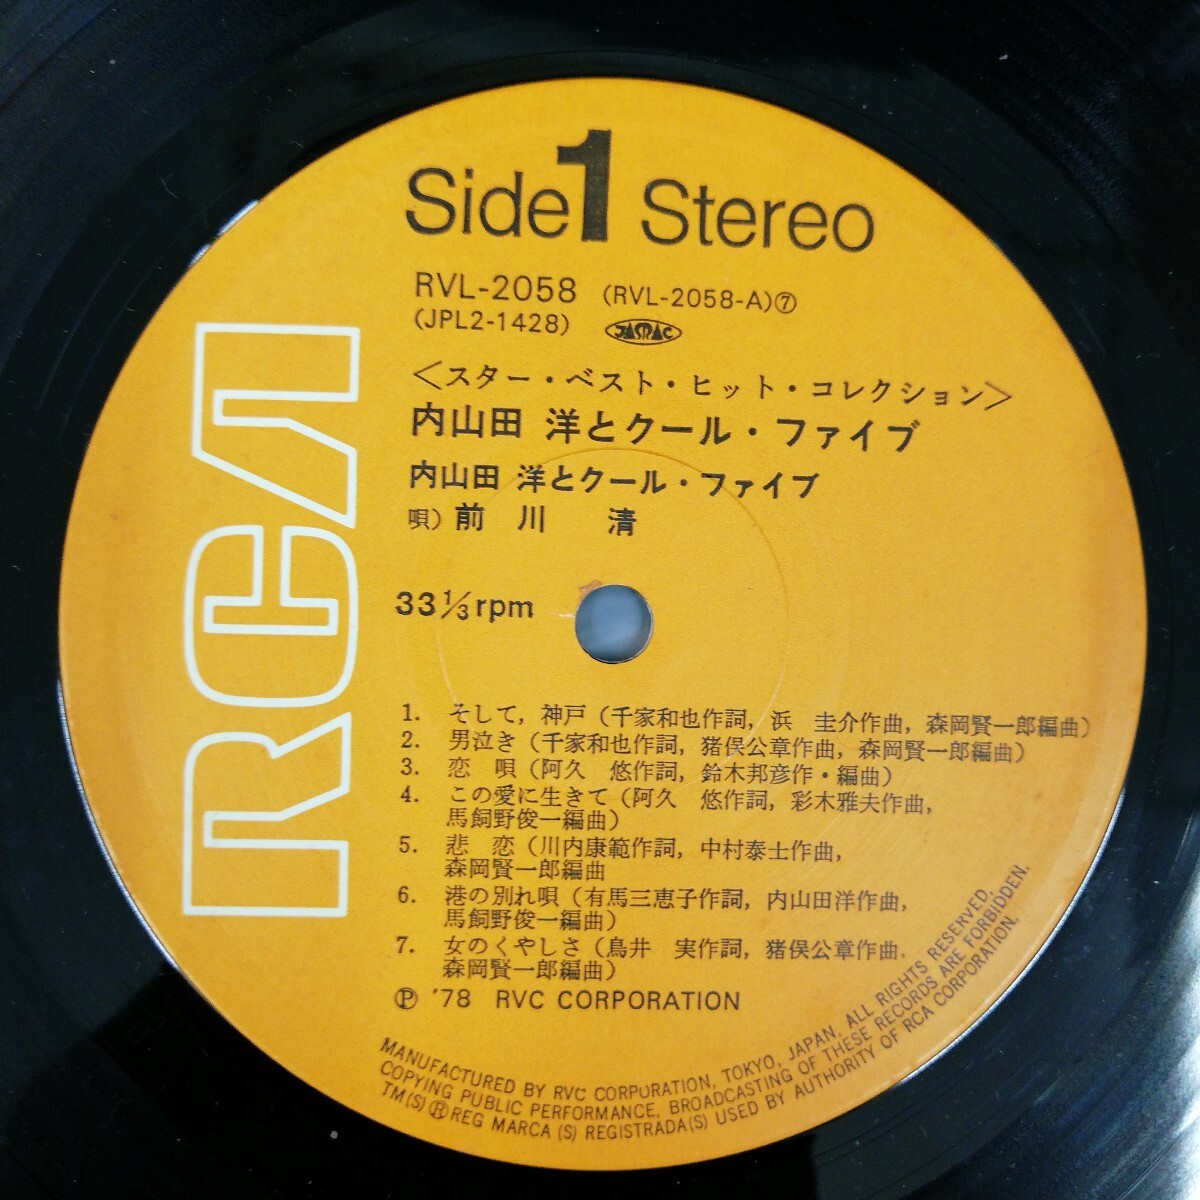 Side 1 Stereo
RVL-2058 (RVL-2058-A)⑦
(JPL2-1428) JASRAC
<スター・ベスト・ヒット・コレクション>
内山田 洋とクール・ファイブ
内山田 洋とクール・ファイブ
唄) 前川 清
33 1/3 rpm
RCA
1. そして, 神戸 (千家和也作詞, 浜 圭介作曲, 森岡賢一郎編曲)
2. 男泣き (千家和也作詞, 猪俣公章作曲, 森岡賢一郎編曲)
3. 恋 唄 (阿久 悠作詞, 鈴木邦彦作・編曲)
4. この愛に生きて (阿久 悠作詞, 彩木雅夫作曲,
馬飼野俊一編曲)
5. 悲 恋 (川内康範作詞, 中村泰士作曲,
森岡賢一郎編曲
6. 港の別れ唄 (有馬三恵子作詞, 内山田洋作曲,
馬飼野俊一編曲)
7. 女のくやしさ (鳥井 実作詞, 猪俣公章作曲,
森岡賢一郎編曲)
Ⓟ '78 RVC CORPORATION
MANUFACTURED BY RVC CORPORATION, TOKYO, JAPAN, ALL RIGHTS RESERVED,
COPYING PUBLIC PERFORMANCE, BROADCASTING OF THESE RECORDS ARE FORBIDDEN.
TM(S) ® REG MARCA (S) REGISTRADA(S) USED BY AUTHORITY OF RCA CORPORATION.